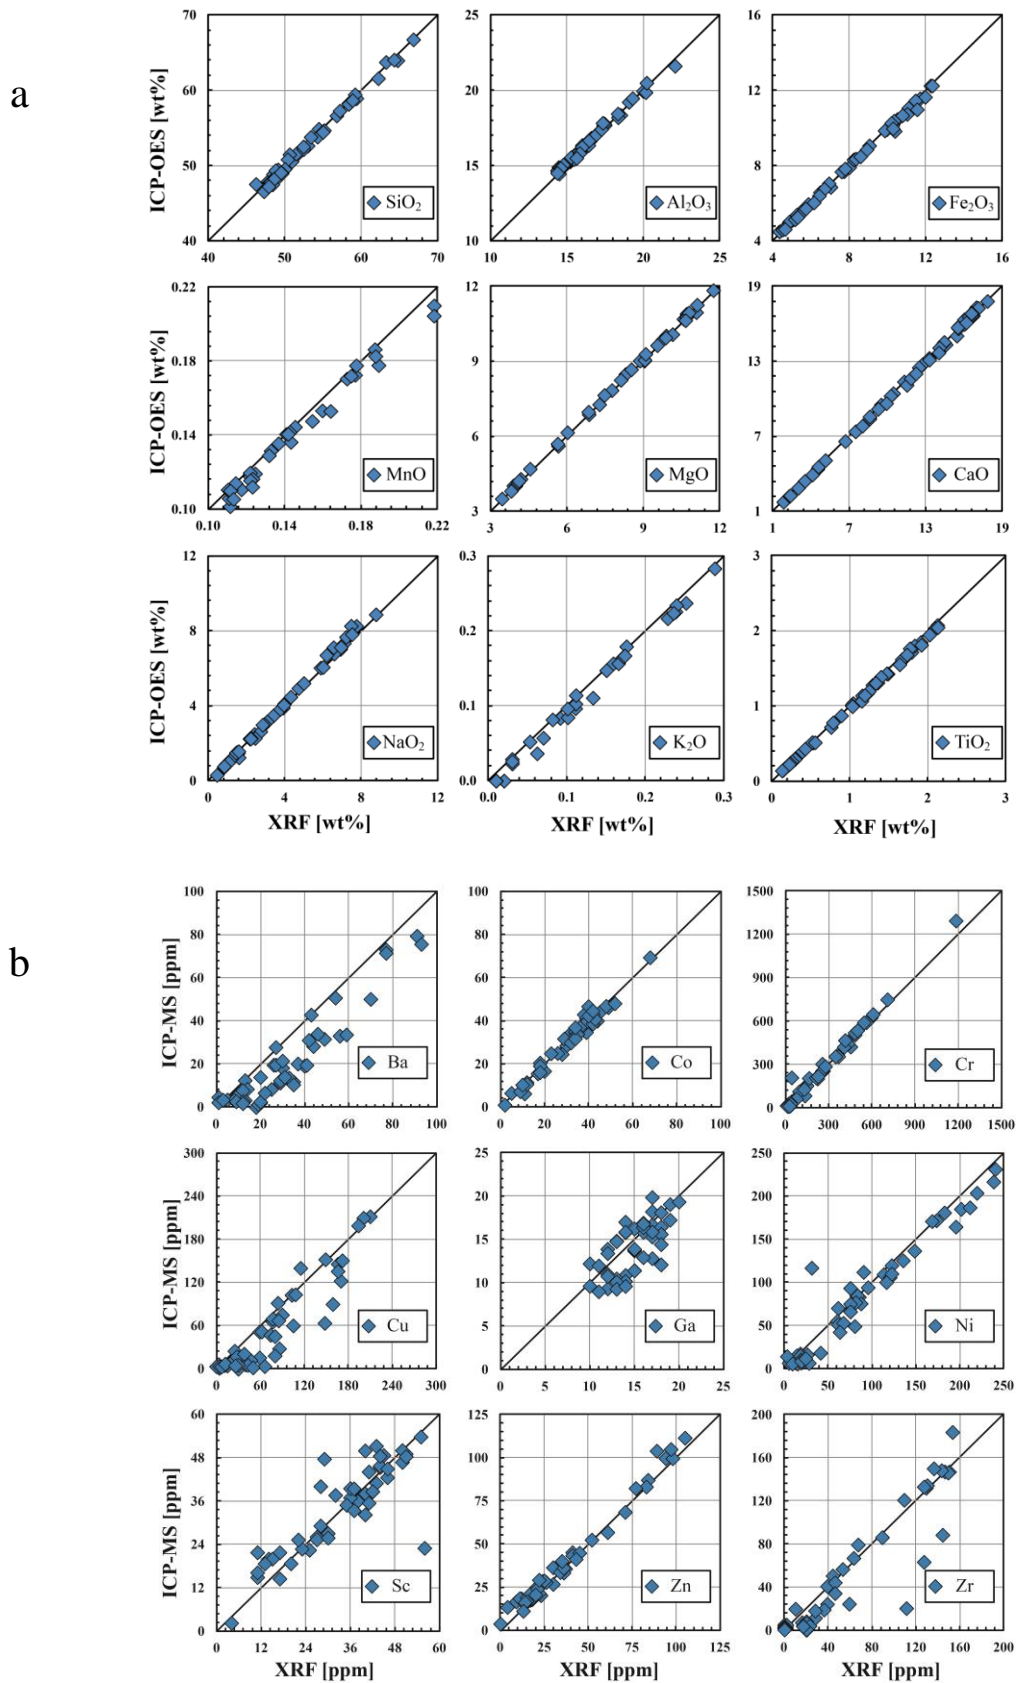 a
ICP-OES [wt%]
70
60
50
40
40 50 60 70
SiO₂
25
20
15
10
10 15 20 25
Al₂O₃
16
12
8
4
4 8 12 16
Fe₂O₃
ICP-OES [wt%]
0.22
0.18
0.14
0.10
0.10 0.14 0.18 0.22
MnO
12
9
6
3
3 6 9 12
MgO
19
13
7
1
1 7 13 19
CaO
ICP-OES [wt%]
12
8
4
0
0 4 8 12
NaO₂
XRF [wt%]
0.3
0.2
0.1
0.0
0.0 0.1 0.2 0.3
K₂O
XRF [wt%]
3
2
1
0
0 1 2 3
TiO₂
XRF [wt%]
b
ICP-MS [ppm]
100
80
60
40
20
0
0 20 40 60 80 100
Ba
100
80
60
40
20
0
0 20 40 60 80 100
Co
1500
1200
900
600
300
0
0 300 600 900 1200 1500
Cr
ICP-MS [ppm]
300
240
180
120
60
0
0 60 120 180 240 300
Cu
25
20
15
10
5
0
0 5 10 15 20 25
Ga
250
200
150
100
50
0
0 50 100 150 200 250
Ni
ICP-MS [ppm]
60
48
36
24
12
0
0 12 24 36 48 60
Sc
XRF [ppm]
125
100
75
50
25
0
0 25 50 75 100 125
Zn
XRF [ppm]
200
160
120
80
40
0
0 40 80 120 160 200
Zr
XRF [ppm]